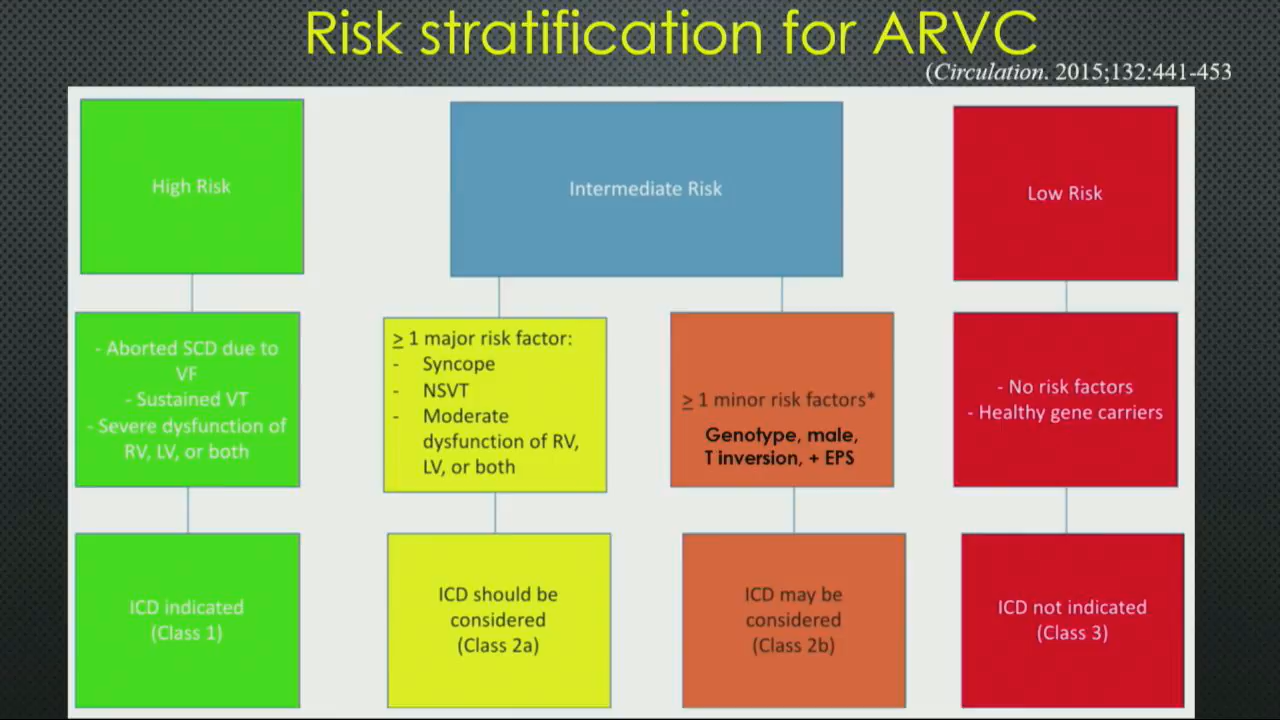 Risk stratification for ARVC
(Circulation. 2015;132:441-453
High Risk
Intermediate Risk
Low Risk
- Aborted SCD due to
VF
- Sustained VT
- Severe dysfunction of
RV, LV, or both
≥ 1 major risk factor:
- Syncope
- NSVT
- Moderate
dysfunction of RV,
LV, or both
≥ 1 minor risk factors*
Genotype, male,
T inversion, + EPS
- No risk factors
- Healthy gene carriers
ICD indicated
(Class 1)
ICD should be
considered
(Class 2a)
ICD may be
considered
(Class 2b)
ICD not indicated
(Class 3)